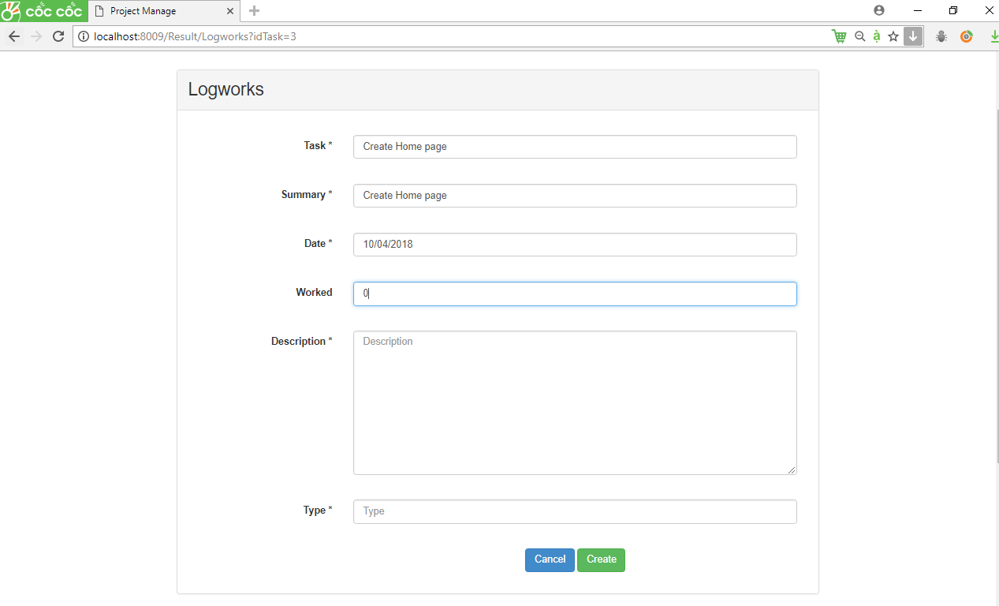 cốc cốc Project Manage
localhost:8009/Result/Logworks?idTask=3
Logworks
Task * Create Home page
Summary * Create Home page
Date * 10/04/2018
Worked 0
Description * Description
Type * Type
Cancel Create